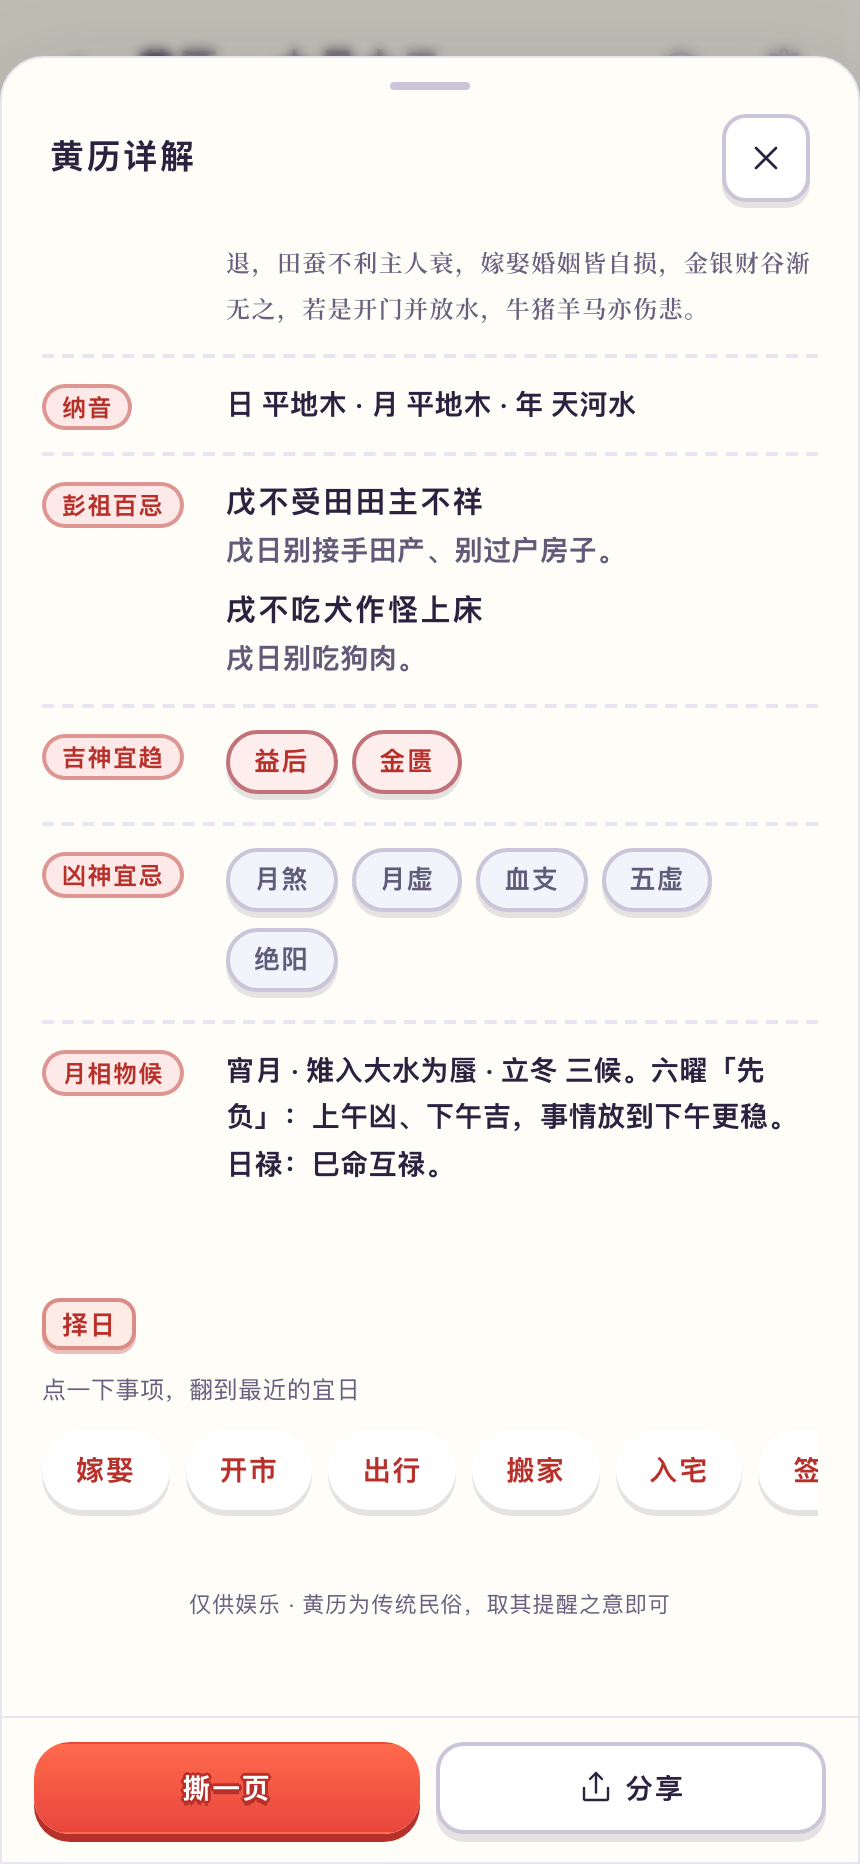 黄历详解
退，田蚕不利主人衰，嫁娶婚姻皆自损，金银财谷渐
无之，若是开门并放水，牛猪羊马亦伤悲。
纳音
日 平地木 · 月 平地木 · 年 天河水
彭祖百忌
戊不受田田主不祥
戊日别接手田产、别过户房子。
戌不吃犬作怪上床
戌日别吃狗肉。
吉神宜趋
益后 金匮
凶神宜忌
月煞 月虚 血支 五虚
绝阳
月相物候
宵月 · 雉入大水为蜃 · 立冬 三候。六曜「先
负」：上午凶、下午吉，事情放到下午更稳。
日禄：巳命互禄。
择日
点一下事项，翻到最近的宜日
嫁娶 开市 出行 搬家 入宅 签
仅供娱乐 · 黄历为传统民俗，取其提醒之意即可
撕一页 分享